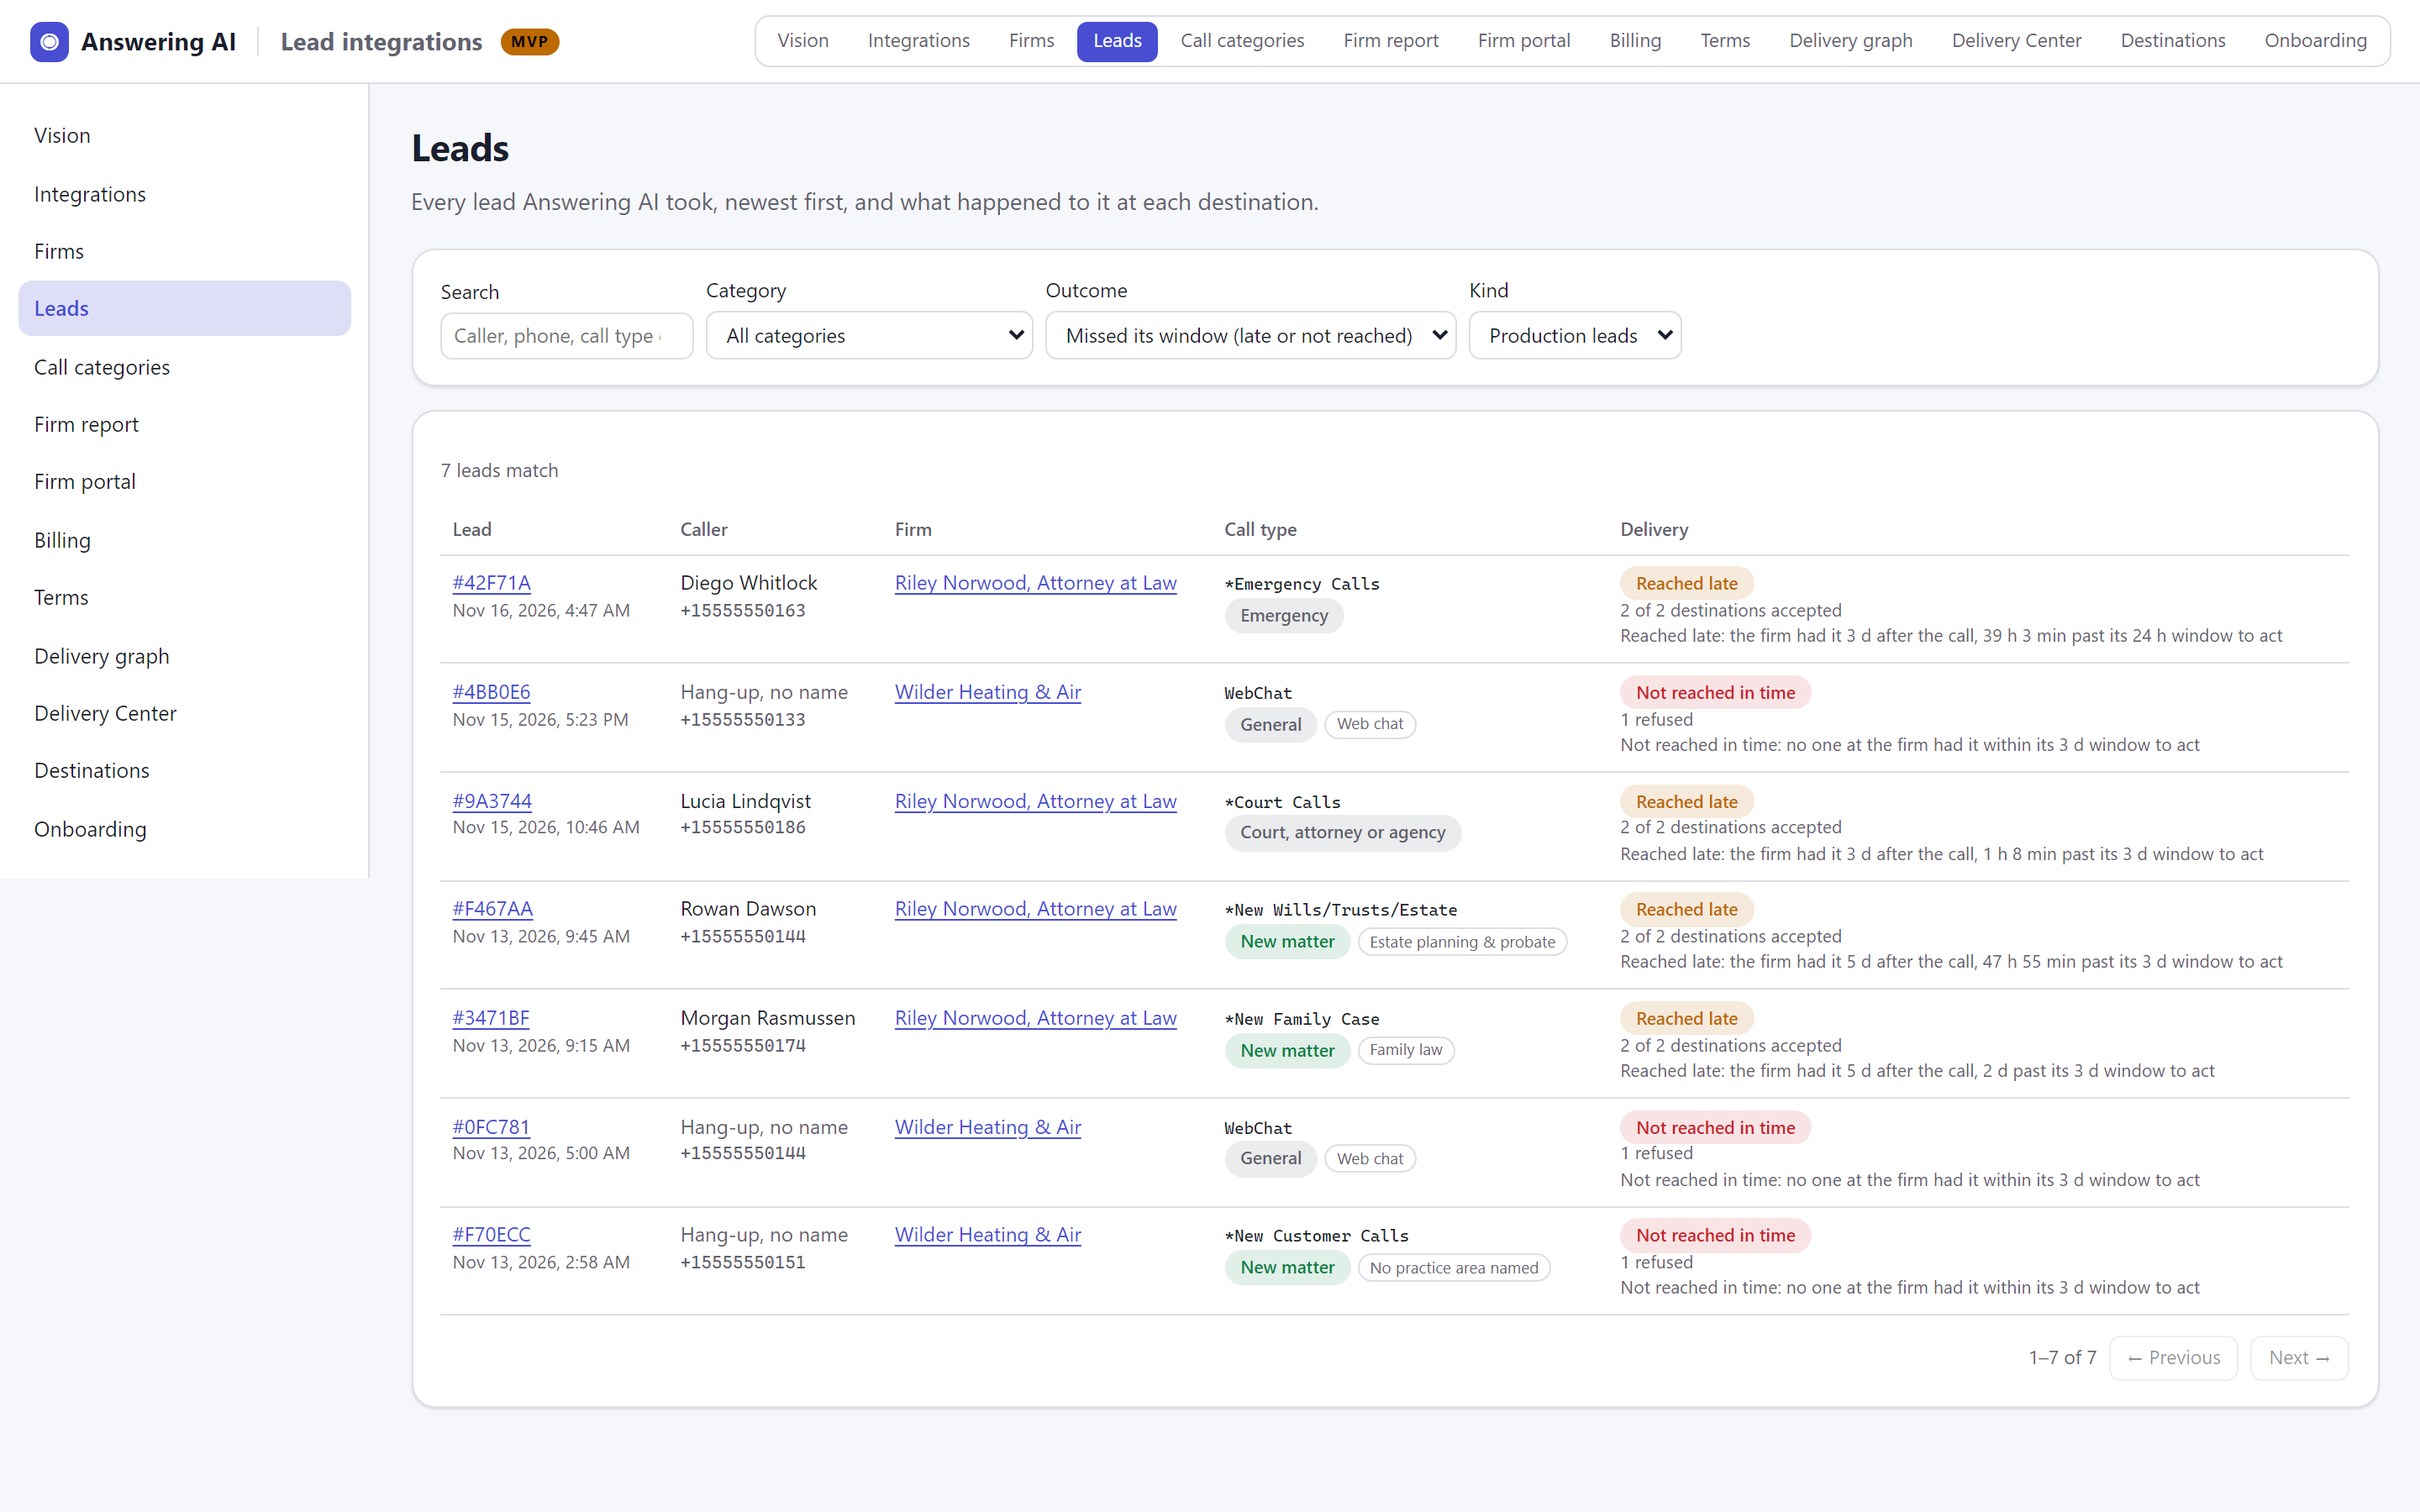 Answering AI
Lead integrations
MVP
Vision
Integrations
Firms
Leads
Call categories
Firm report
Firm portal
Billing
Terms
Delivery graph
Delivery Center
Destinations
Onboarding
Vision
Integrations
Firms
Leads
Call categories
Firm report
Firm portal
Billing
Terms
Delivery graph
Delivery Center
Destinations
Onboarding
Leads
Every lead Answering AI took, newest first, and what happened to it at each destination.
Search
Caller, phone, call type
Category
All categories
Outcome
Missed its window (late or not reached)
Kind
Production leads
7 leads match
Lead Caller Firm Call type Delivery
#42F71A
Nov 16, 2026, 4:47 AM
Diego Whitlock
+15555550163
Riley Norwood, Attorney at Law
*Emergency Calls
Emergency
Reached late
2 of 2 destinations accepted
Reached late: the firm had it 3 d after the call, 39 h 3 min past its 24 h window to act
#4BB0E6
Nov 15, 2026, 5:23 PM
Hang-up, no name
+15555550133
Wilder Heating & Air
WebChat
General Web chat
Not reached in time
1 refused
Not reached in time: no one at the firm had it within its 3 d window to act
#9A3744
Nov 15, 2026, 10:46 AM
Lucia Lindqvist
+15555550186
Riley Norwood, Attorney at Law
*Court Calls
Court, attorney or agency
Reached late
2 of 2 destinations accepted
Reached late: the firm had it 3 d after the call, 1 h 8 min past its 3 d window to act
#F467AA
Nov 13, 2026, 9:45 AM
Rowan Dawson
+15555550144
Riley Norwood, Attorney at Law
*New Wills/Trusts/Estate
New matter Estate planning & probate
Reached late
2 of 2 destinations accepted
Reached late: the firm had it 5 d after the call, 47 h 55 min past its 3 d window to act
#3471BF
Nov 13, 2026, 9:15 AM
Morgan Rasmussen
+15555550174
Riley Norwood, Attorney at Law
*New Family Case
New matter Family law
Reached late
2 of 2 destinations accepted
Reached late: the firm had it 5 d after the call, 2 d past its 3 d window to act
#0FC781
Nov 13, 2026, 5:00 AM
Hang-up, no name
+15555550144
Wilder Heating & Air
WebChat
General Web chat
Not reached in time
1 refused
Not reached in time: no one at the firm had it within its 3 d window to act
#F70ECC
Nov 13, 2026, 2:58 AM
Hang-up, no name
+15555550151
Wilder Heating & Air
*New Customer Calls
New matter No practice area named
Not reached in time
1 refused
Not reached in time: no one at the firm had it within its 3 d window to act
1–7 of 7
← Previous
Next →